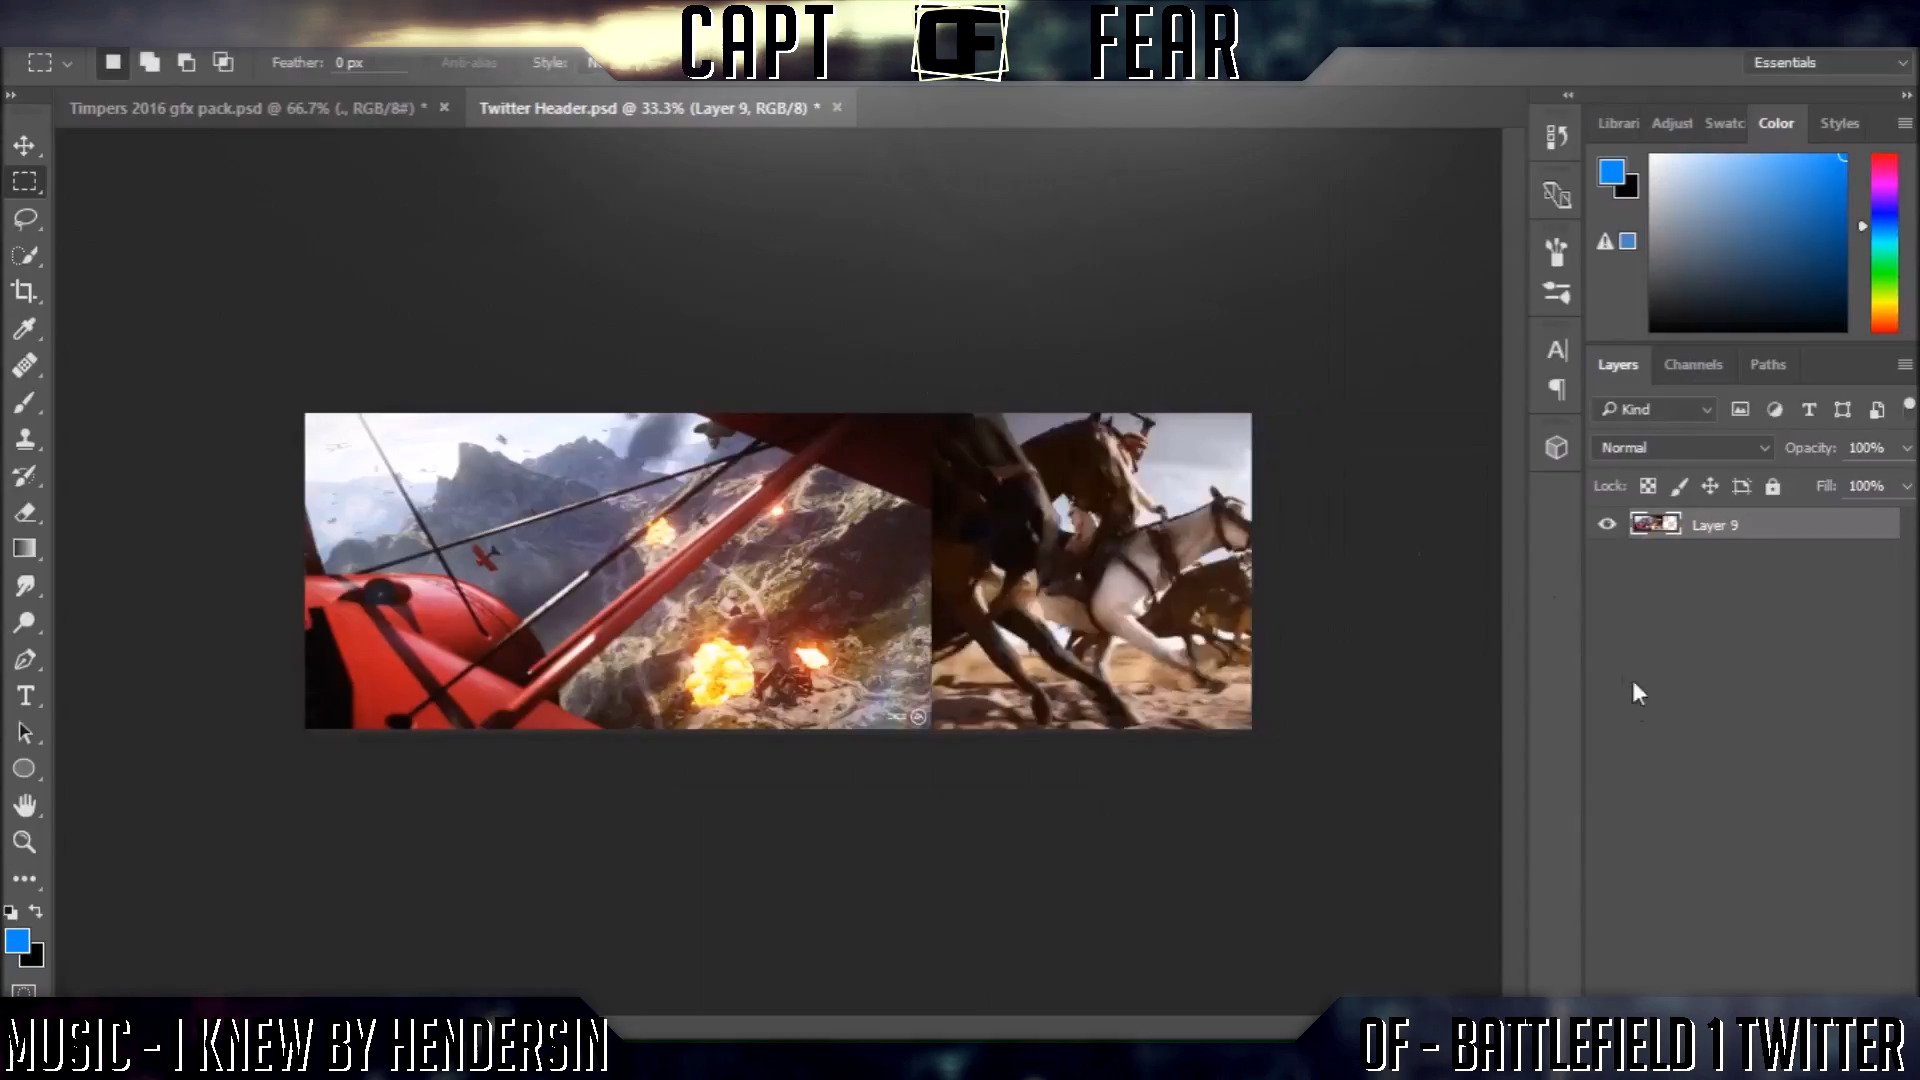 CAPT
OF
FEAR
Feather: 0 px
Anti-alias
Style:
Essentials
Timpers 2016 gfx pack.psd @ 66.7% (., RGB/8#) *
Twitter Header.psd @ 33.3% (Layer 9, RGB/8) *
Librari
Adjust
Swatc
Color
Styles
Layers
Channels
Paths
Kind
Normal
Opacity: 100%
Lock:
Fill: 100%
Layer 9
MUSIC - I KNEW BY HENDERSIN
OF - BATTLEFIELD 1 TWITTER